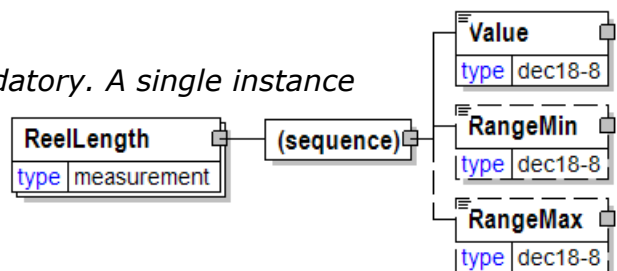 Value
type dec18-8
datory. A single instance
RangeMin
type dec18-8
ReelLength
type measurement
(sequence)
RangeMax
type dec18-8